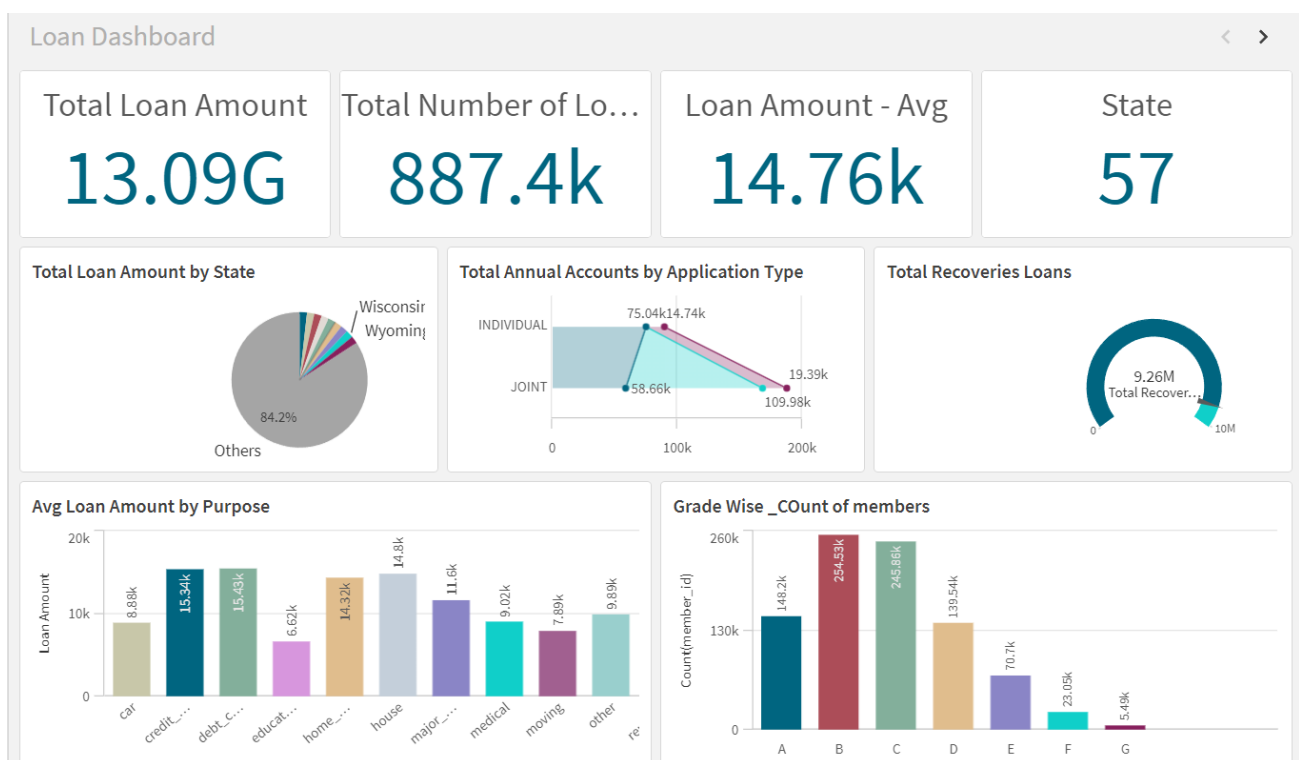 Loan Dashboard
Total Loan Amount
13.09G
Total Number of Lo...
887.4k
Loan Amount - Avg
14.76k
State
57
Total Loan Amount by State
Wisconsin
Wyoming
84.2%
Others
Total Annual Accounts by Application Type
75.04k14.74k
INDIVIDUAL
19.39k
JOINT
58.66k
109.98k
0 100k 200k
Total Recoveries Loans
9.26M
Total Recover...
0 10M
Avg Loan Amount by Purpose
Loan Amount
20k
10k
0
8.88k
15.34k
15.43k
6.62k
14.32k
14.8k
11.6k
9.02k
7.89k
9.89k
car
credit_...
debt_c...
educat...
home_...
house
major_...
medical
moving
other
re
Grade Wise _COunt of members
Count(member_id)
260k
130k
0
148.2k
254.53k
245.86k
139.54k
70.7k
23.05k
5.49k
A B C D E F G